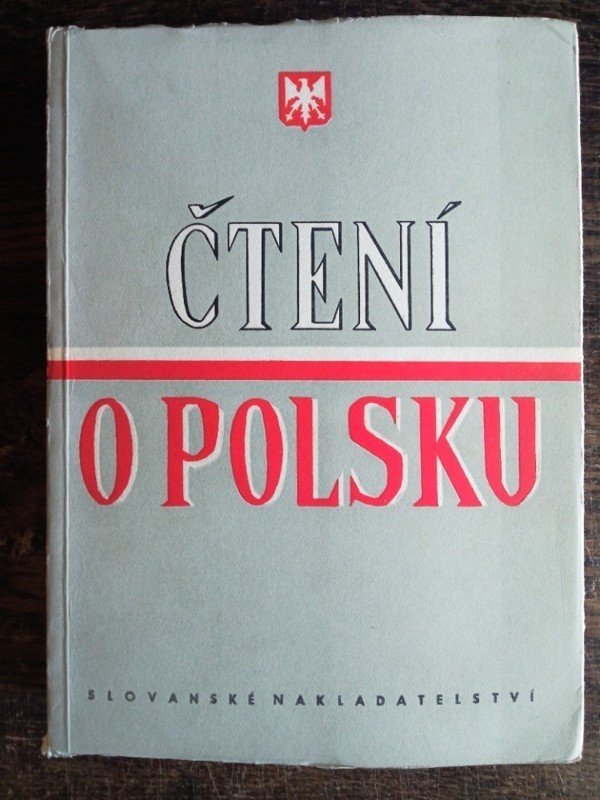 ČTENÍ
O POLSKU
SLOVANSKÉ NAKLADATELSTVÍ